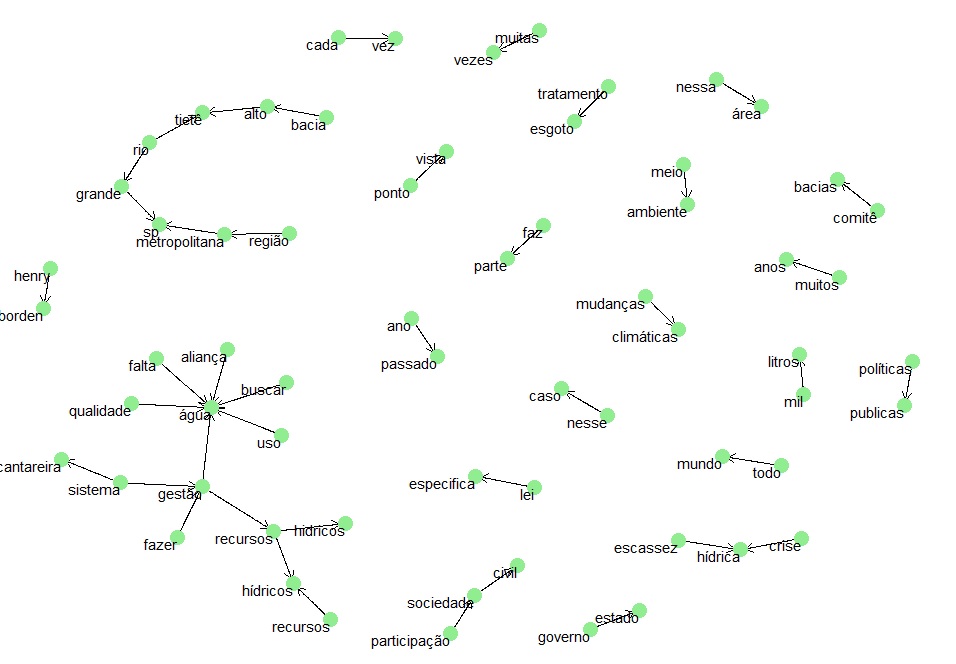 cada
vez
muitas
vezes
tratamento
esgoto
nessa
área
tietê
alto
bacia
rio
grande
sp
metropolitana
região
vista
ponto
meio
ambiente
bacias
comitê
faz
parte
anos
muitos
henry
borden
mudanças
climáticas
ano
passado
falta
aliança
buscar
qualidade
água
uso
cantareira
sistema
gestão
fazer
recursos
hidricos
hídricos
recursos
caso
nesse
litros
mil
políticas
publicas
mundo
todo
especifica
lei
escassez
hídrica
crise
civil
sociedade
participação
estado
governo